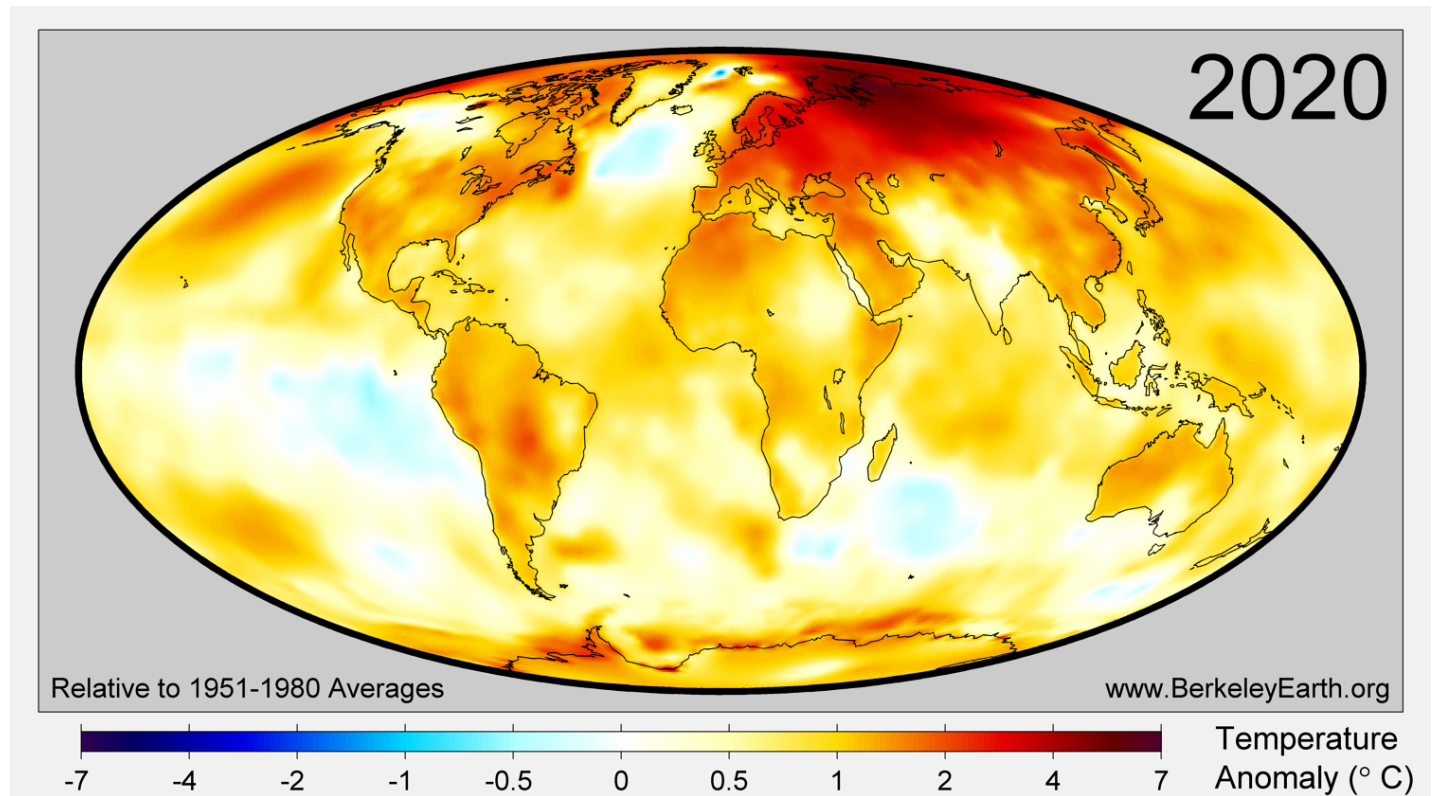 2020
Relative to 1951-1980 Averages
www.BerkeleyEarth.org
-7 -4 -2 -1 -0.5 0 0.5 1 2 4 7
Temperature
Anomaly (° C)